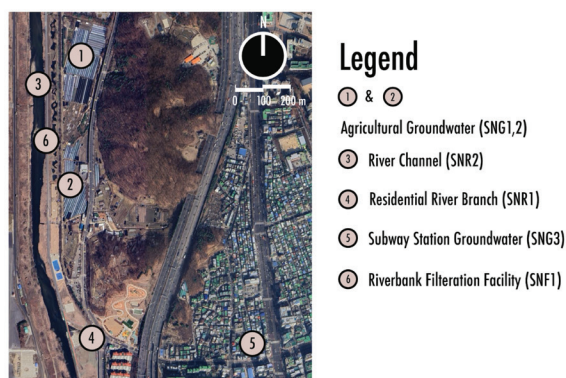 N
0 100 200 m
1
3
6
2
4
5
Legend
1 & 2
Agricultural Groundwater (SNG1,2)
3 River Channel (SNR2)
4 Residential River Branch (SNR1)
5 Subway Station Groundwater (SNG3)
6 Riverbank Filteration Facility (SNF1)